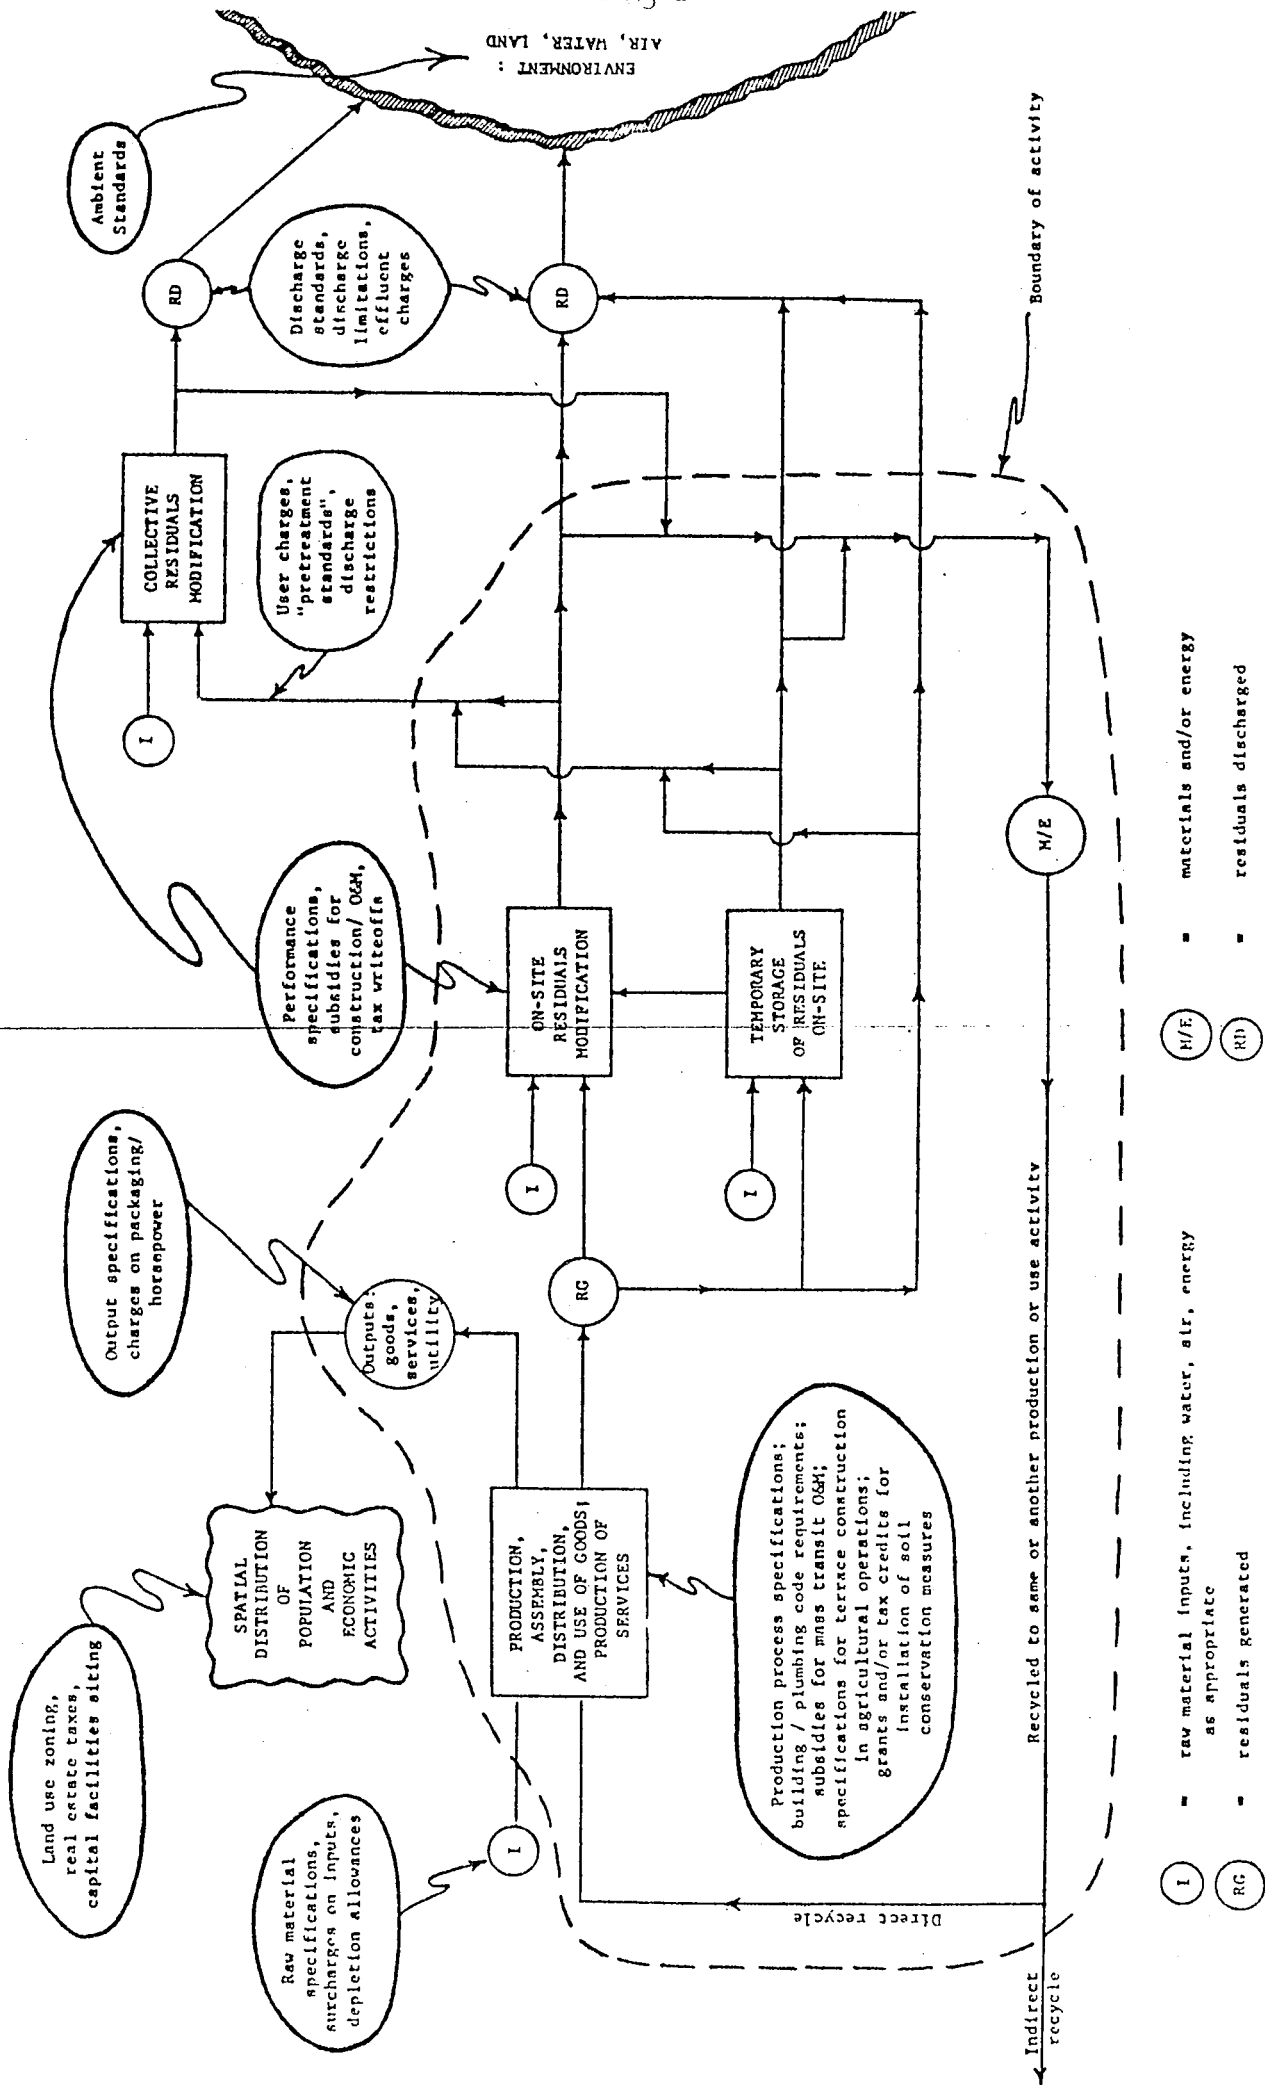 Land use zoning,
real estate taxes,
capital facilities siting
Output specifications,
charges on packaging/
horsepower
Ambient
Standards
ENVIRONMENT :
AIR, WATER, LAND
SPATIAL
DISTRIBUTION
OF
POPULATION
AND
ECONOMIC
ACTIVITIES
Raw material
specifications,
surcharges on inputs,
depletion allowances
I
Outputs:
goods,
services,
utility
Performance
specifications,
subsidies for
construction/ O&M,
tax writeoffs
I
COLLECTIVE
RESIDUALS
MODIFICATION
User charges,
"pretreatment
standards",
discharge
restrictions
RD
Discharge
standards,
discharge
limitations,
effluent
charges
RD
PRODUCTION,
ASSEMBLY,
DISTRIBUTION,
AND USE OF GOODS;
PRODUCTION OF
SERVICES
RG
I
ON-SITE
RESIDUALS
MODIFICATION
I
TEMPORARY
STORAGE
OF RESIDUALS
ON-SITE
Production process specifications;
building / plumbing code requirements;
subsidies for mass transit O&M;
specifications for terrace construction
in agricultural operations;
grants and/or tax credits for
installation of soil
conservation measures
Direct recycle
Indirect
recycle
Recycled to same or another production or use activity
M/E
Boundary of activity
I = raw material inputs, including water, air, energy
as appropriate
RG = residuals generated
M/E = materials and/or energy
RD = residuals discharged